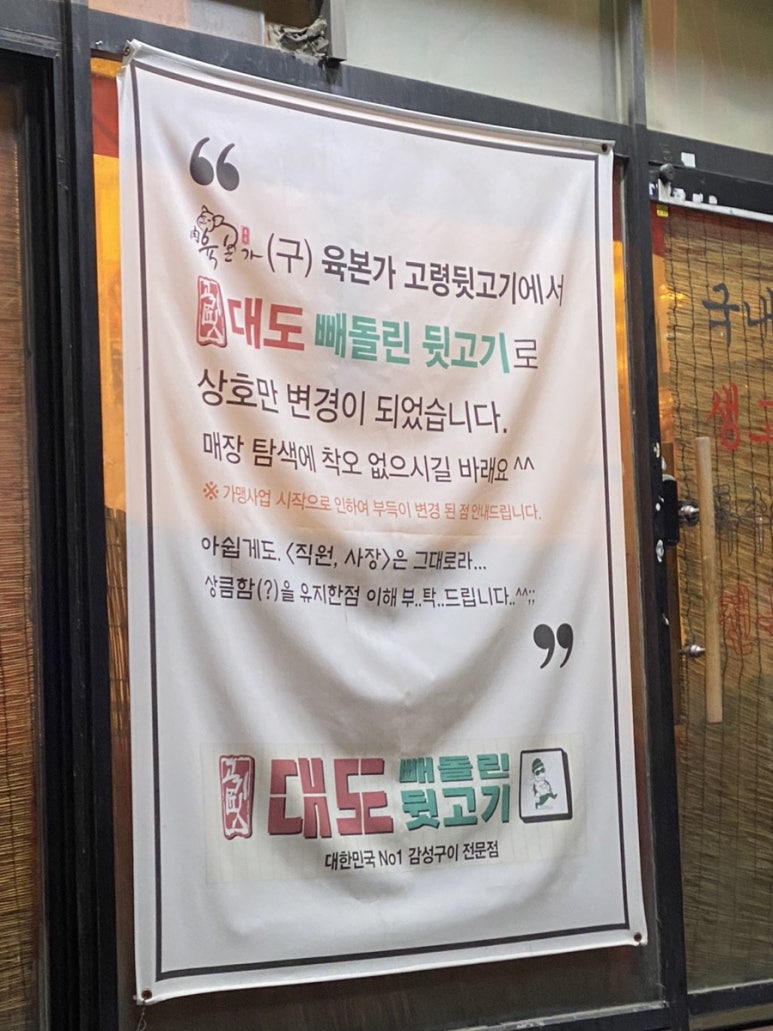 육본가 (구) 육본가 고령뒷고기에서
대도 빼돌린 뒷고기로
상호만 변경이 되었습니다.
매장 탐색에 착오 없으시길 바래요^^
※ 가맹사업 시작으로 인하여 부득이 변경 된 점 안내드립니다.
아쉽게도. <직원, 사장>은 그대로라...
상큼함(?)을 유지한점 이해 부..탁..드립니다..^^;;
대도 빼돌린
뒷고기
대한민국 No1 감성구이 전문점
국내
생고